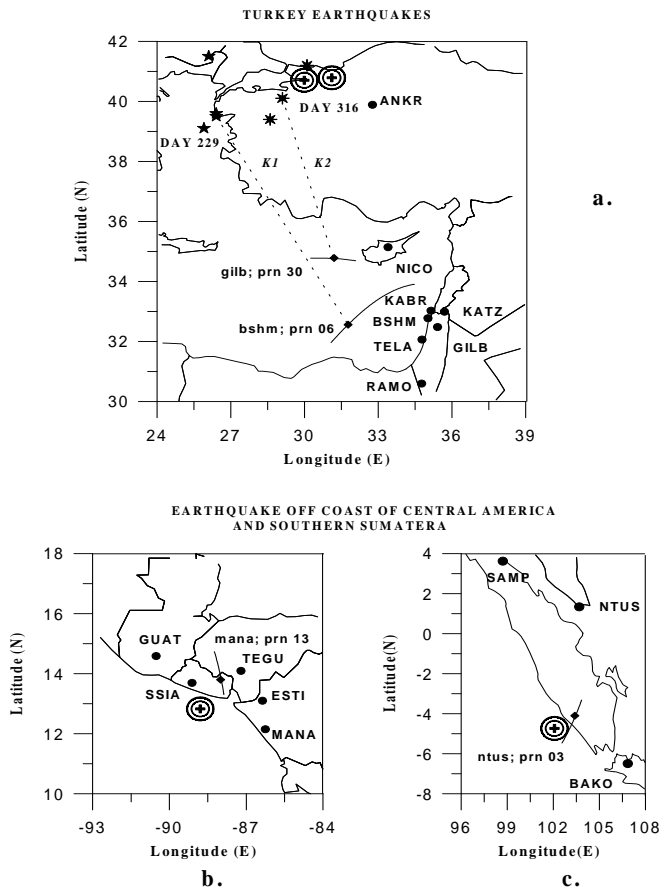 TURKEY EARTHQUAKES
42
40
38
36
34
32
30
Latitude (N)
DAY 316
ANKR
DAY 229
K1
K2
a.
NICO
gilb; prn 30
KABR
KATZ
bshm; prn 06
BSHM
TELA
GILB
RAMO
24
27
30
33
36
39
Longitude (E)
EARTHQUAKE OFF COAST OF CENTRAL AMERICA
AND SOUTHERN SUMATERA
18
16
14
12
10
Latitude(N)
GUAT
mana; prn 13
TEGU
SSIA
ESTI
MANA
-93
-90
-87
-84
Longitude (E)
b.
4
2
0
-2
-4
-6
-8
Latitude(N)
SAMP
NTUS
ntus; prn 03
BAKO
96
99
102
105
108
Longitude(E)
c.